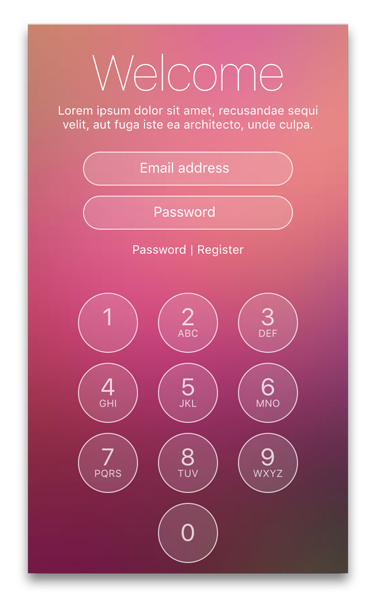 Welcome
Lorem ipsum dolor sit amet, recusandae sequi
velit, aut fuga iste ea architecto, unde culpa.
Email address
Password
Password | Register
1 2 3
ABC DEF
4 5 6
GHI JKL MNO
7 8 9
PQRS TUV WXYZ
0